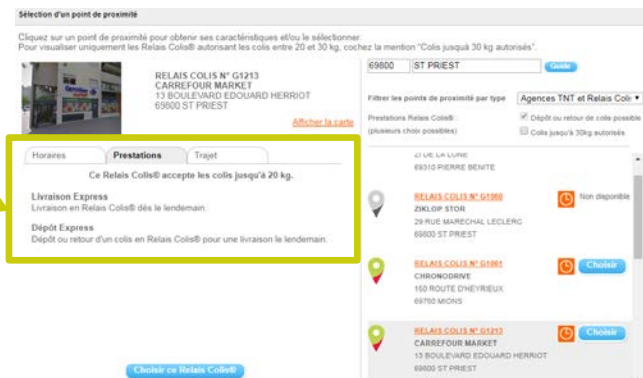 Sélection d'un point de proximité
Cliquez sur un point de proximité pour obtenir ses caractéristiques et/ou le sélectionner.
Pour visualiser uniquement les Relais Colis® autorisant les colis entre 20 et 30 kg, cochez la mention "Colis jusquà 30 kg autorisés".
RELAIS COLIS N° G1213
CARREFOUR MARKET
13 BOULEVARD EDOUARD HERRIOT
69800 ST PRIEST
Afficher la carte
Horaires Prestations Trajet
Ce Relais Colis® accepte les colis jusqu'à 20 kg.
Livraison Express
Livraison en Relais Colis® dès le lendemain.
Dépôt Express
Dépôt ou retour d'un colis en Relais Colis® pour une livraison le lendemain.
Choisir ce Relais Colis®
69800 ST PRIEST Guide
Filtrer les points de proximité par type Agences TNT et Relais Coli
Prestations Relais Colis® : Dépôt ou retour de colis possible
(plusieurs choix possibles) Colis jusqu'à 30kg autorisés
ZI DE LA LUNE
69310 PIERRE BENITE
RELAIS COLIS N° G1060 Non disponible
ZIKLOP STOR
29 RUE MARECHAL LECLERC
69800 ST PRIEST
RELAIS COLIS N° G1061 Choisir
CHRONODRIVE
160 ROUTE D'HEYRIEUX
69780 MIONS
RELAIS COLIS N° G1213 Choisir
CARREFOUR MARKET
13 BOULEVARD EDOUARD HERRIOT
69800 ST PRIEST